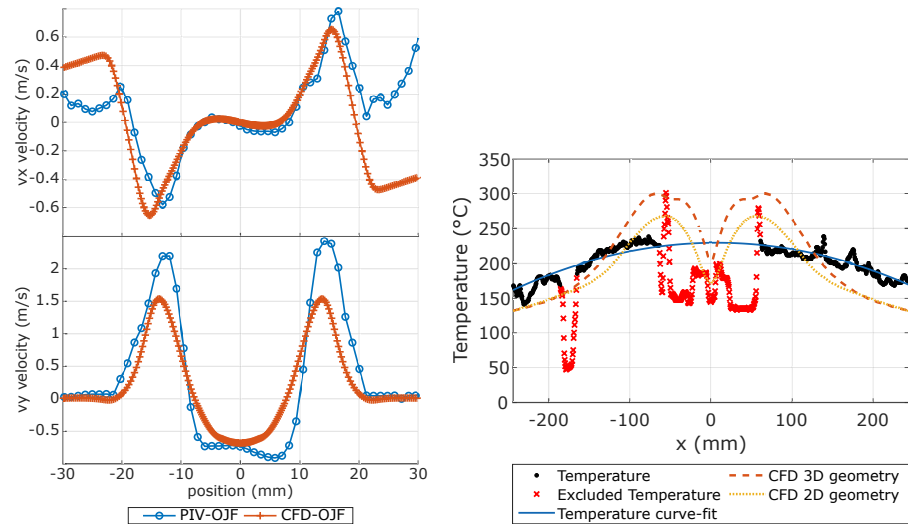 vx velocity (m/s)
0.6
0.4
0.2
0
-0.2
-0.4
-0.6
vy velocity (m/s)
2
1.5
1
0.5
0
-0.5
-30
-20
-10
0
10
20
30
position (mm)
PIV-OJF
CFD-OJF
Temperature (°C)
350
300
250
200
150
100
50
0
-200
-100
0
100
200
x (mm)
Temperature
CFD 3D geometry
Excluded Temperature
CFD 2D geometry
Temperature curve-fit